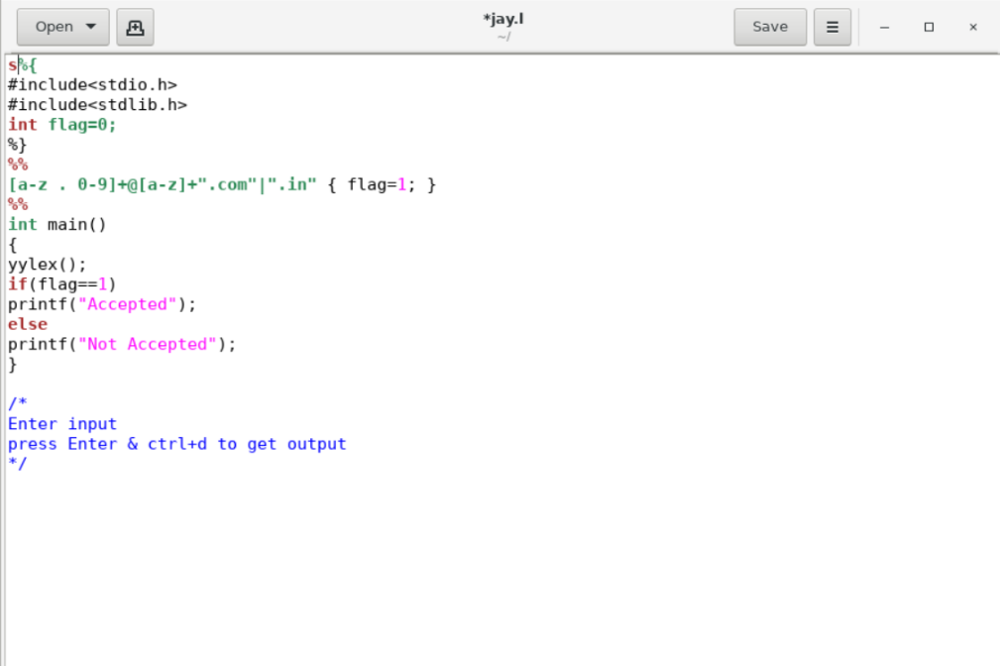 Open
*jay.l
~/
Save
s%{
#include<stdio.h>
#include<stdlib.h>
int flag=0;
%}
%%
[a-z . 0-9]+@[a-z]+".com"|".in" { flag=1; }
%%
int main()
{
yylex();
if(flag==1)
printf("Accepted");
else
printf("Not Accepted");
}
/*
Enter input
press Enter & ctrl+d to get output
*/